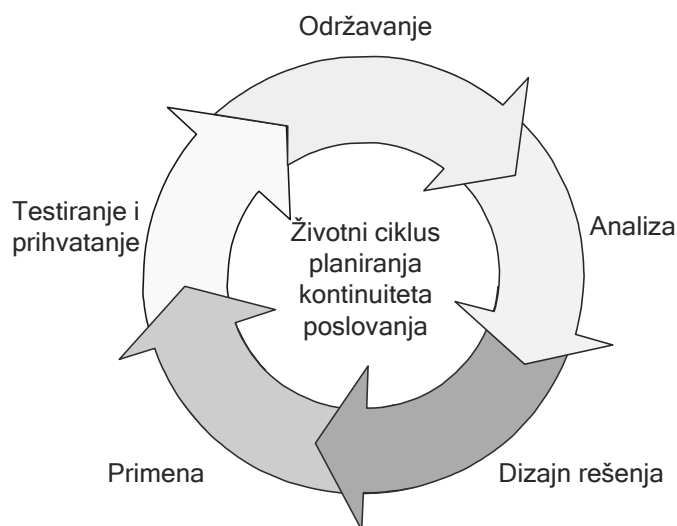 Održavanje
Testiranje i
prihvatanje
Životni ciklus
planiranja
kontinuiteta
poslovanja
Analiza
Primena
Dizajn rešenja